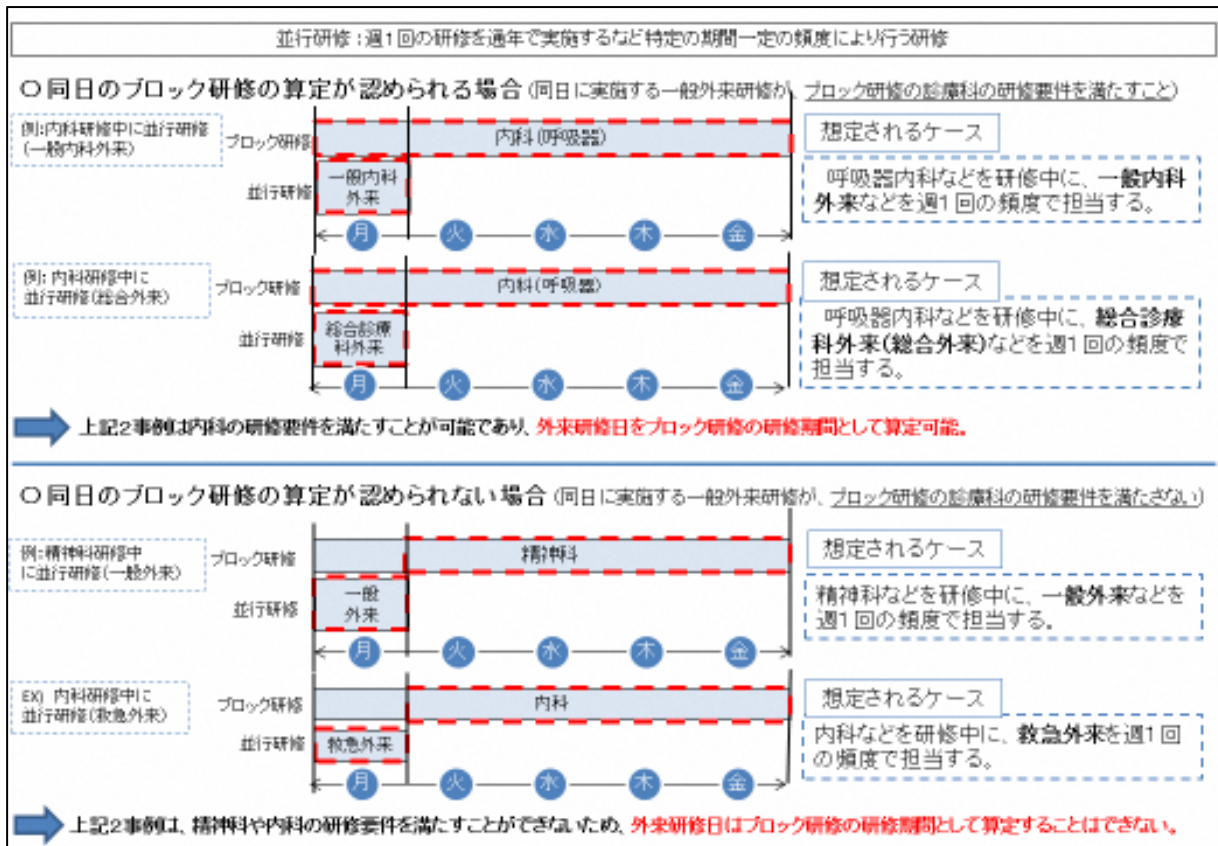 並行研修:週1回の研修を通年で実施するなど特定の期間一定の頻度により行う研修
○同日のブロック研修の算定が認められる場合(同日に実施する一般外来研修が、ブロック研修の診療科の研修要件を満たすこと)
例:内科研修中に並行研修
(一般内科外来)
ブロック研修
内科(呼吸器)
並行研修
一般内科
外来
月 火 水 木 金
想定されるケース
呼吸器内科などを研修中に、一般内科
外来などを週1回の頻度で担当する。
例:内科研修中に
並行研修(総合外来)
ブロック研修
内科(呼吸器)
並行研修
総合診療
科外来
月 火 水 木 金
想定されるケース
呼吸器内科などを研修中に、総合診療
科外来(総合外来)などを週1回の頻度で
担当する。
上記2事例は内科の研修要件を満たすことが可能であり、外来研修日をブロック研修の研修期間として算定可能。
○同日のブロック研修の算定が認められない場合(同日に実施する一般外来研修が、ブロック研修の診療科の研修要件を満たさない)
例:精神科研修中
に並行研修(一般外来)
ブロック研修
精神科
並行研修
一般
外来
月 火 水 木 金
想定されるケース
精神科などを研修中に、一般外来などを
週1回の頻度で担当する。
EX) 内科研修中に
並行研修(救急外来)
ブロック研修
内科
並行研修
救急外来
月 火 水 木 金
想定されるケース
内科などを研修中に、救急外来を週1回
の頻度で担当する。
上記2事例は、精神科や内科の研修要件を満たすことができないため、外来研修日はブロック研修の研修期間として算定することはできない。